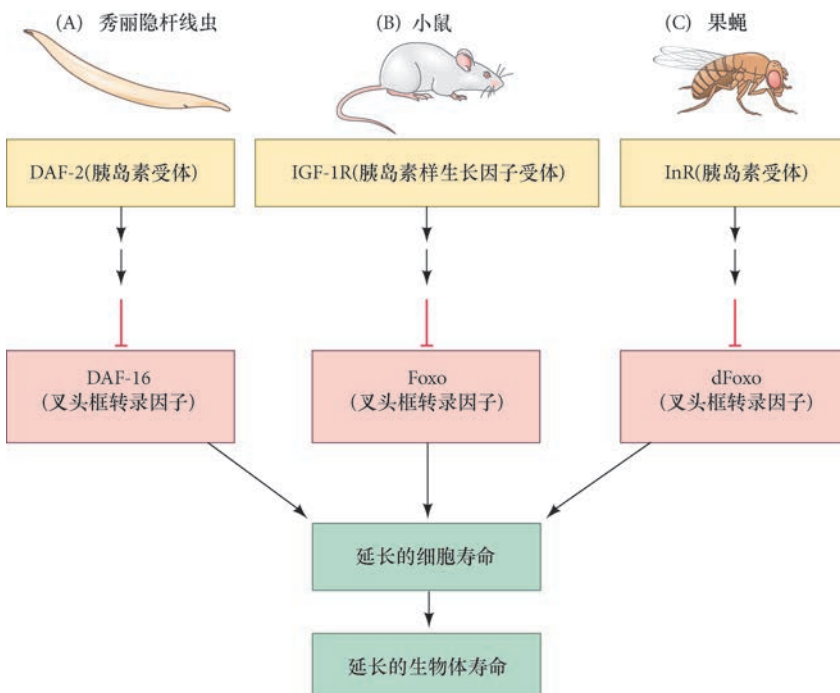 (A) 秀丽隐杆线虫
(B) 小鼠
(C) 果蝇
DAF-2(胰岛素受体)
IGF-1R(胰岛素样生长因子受体)
InR(胰岛素受体)
DAF-16
(叉头框转录因子)
Foxo
(叉头框转录因子)
dFoxo
(叉头框转录因子)
延长的细胞寿命
延长的生物体寿命